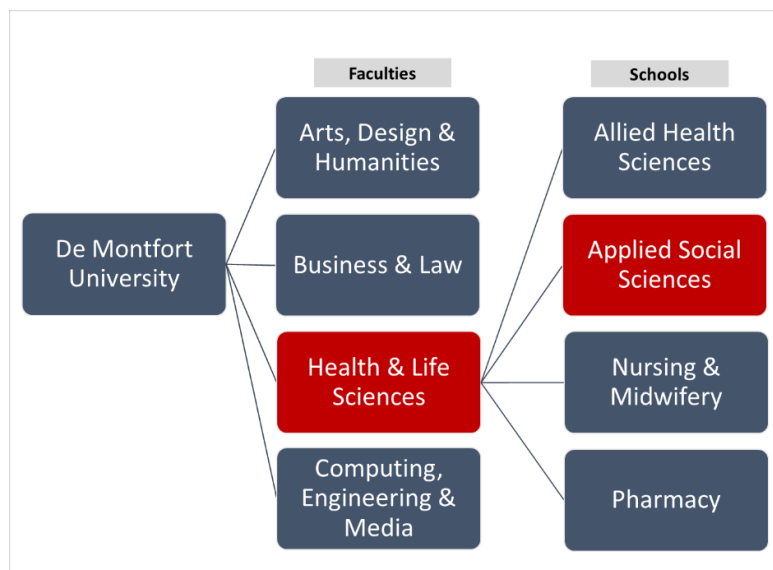 Faculties
Schools
De Montfort
University
Arts, Design &
Humanities
Business & Law
Health & Life
Sciences
Computing,
Engineering &
Media
Allied Health
Sciences
Applied Social
Sciences
Nursing &
Midwifery
Pharmacy